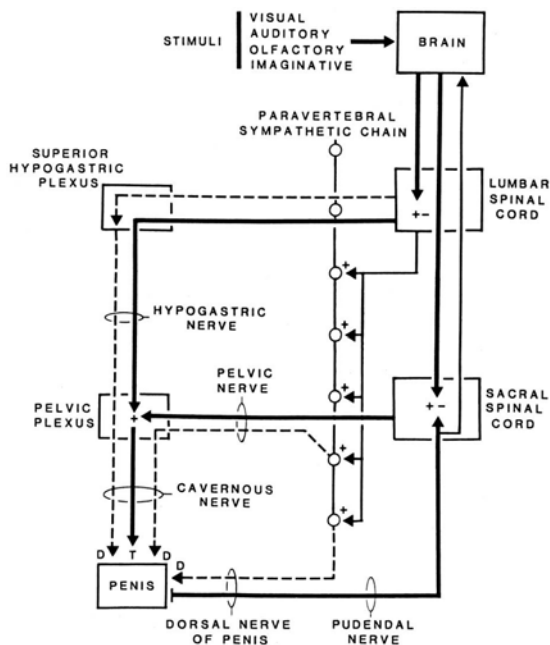 STIMULI
VISUAL
AUDITORY
OLFACTORY
IMAGINATIVE
BRAIN
PARAVERTEBRAL
SYMPATHETIC CHAIN
SUPERIOR
HYPOGASTRIC
PLEXUS
LUMBAR
SPINAL
CORD
+-
+
+
+
+
+
HYPOGASTRIC
NERVE
PELVIC
NERVE
PELVIC
PLEXUS
+
+-
SACRAL
SPINAL
CORD
CAVERNOUS
NERVE
D T D
D
PENIS
DORSAL NERVE
OF PENIS
PUDENDAL
NERVE